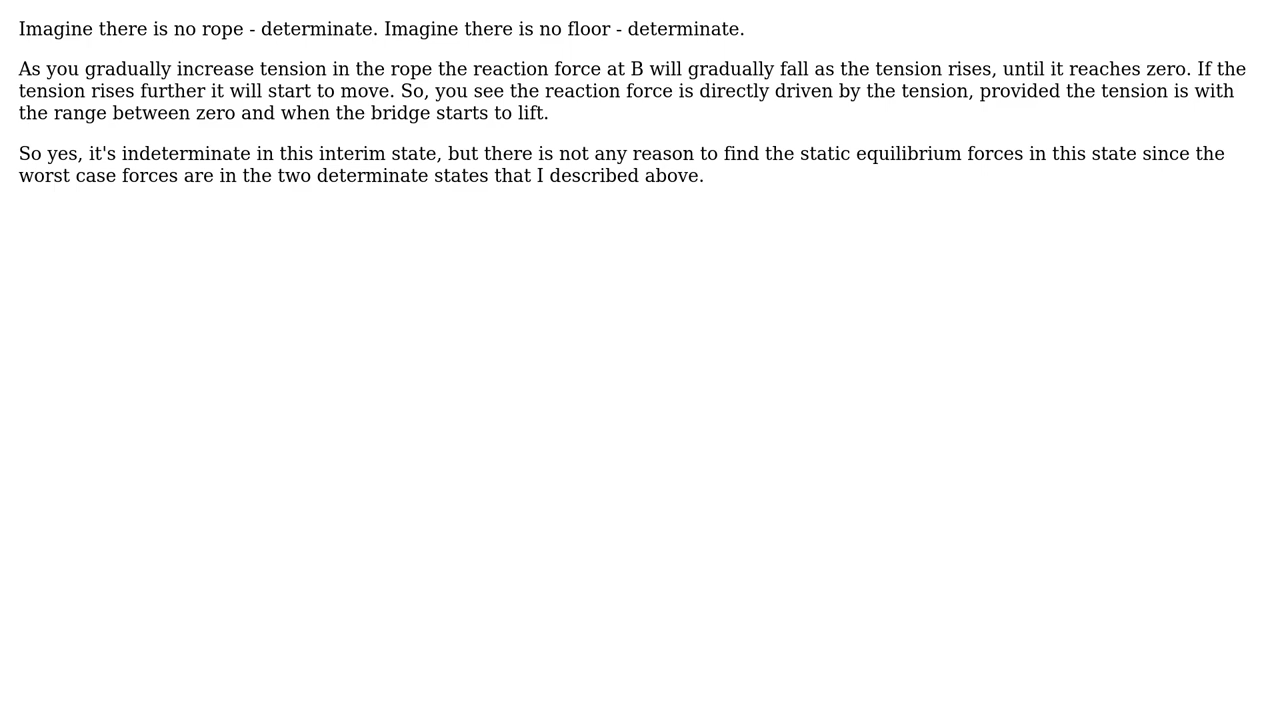 Imagine there is no rope - determinate. Imagine there is no floor - determinate.
As you gradually increase tension in the rope the reaction force at B will gradually fall as the tension rises, until it reaches zero. If the
tension rises further it will start to move. So, you see the reaction force is directly driven by the tension, provided the tension is with
the range between zero and when the bridge starts to lift.
So yes, it's indeterminate in this interim state, but there is not any reason to find the static equilibrium forces in this state since the
worst case forces are in the two determinate states that I described above.